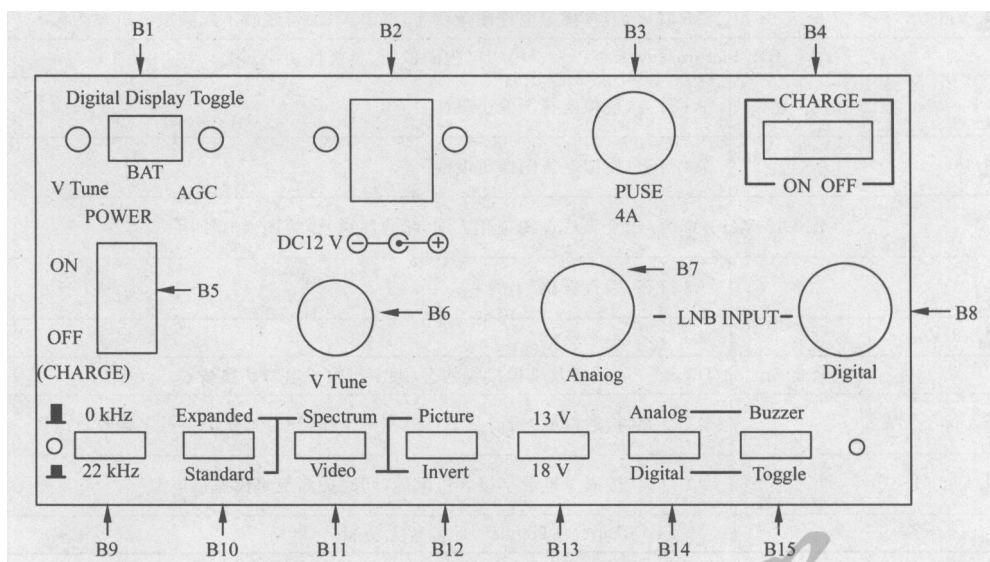 B1 B2 B3 B4
Digital Display Toggle
BAT
V Tune AGC
PUSE
4A
CHARGE
ON OFF
POWER
ON
OFF
(CHARGE)
B5
DC12 V
B6
V Tune
B7
LNB INPUT
Anaiog
B8
Digital
0 kHz Expanded Spectrum Picture 13 V Analog Buzzer
22 kHz Standard Video Invert 18 V Digital Toggle
B9 B10 B11 B12 B13 B14 B15